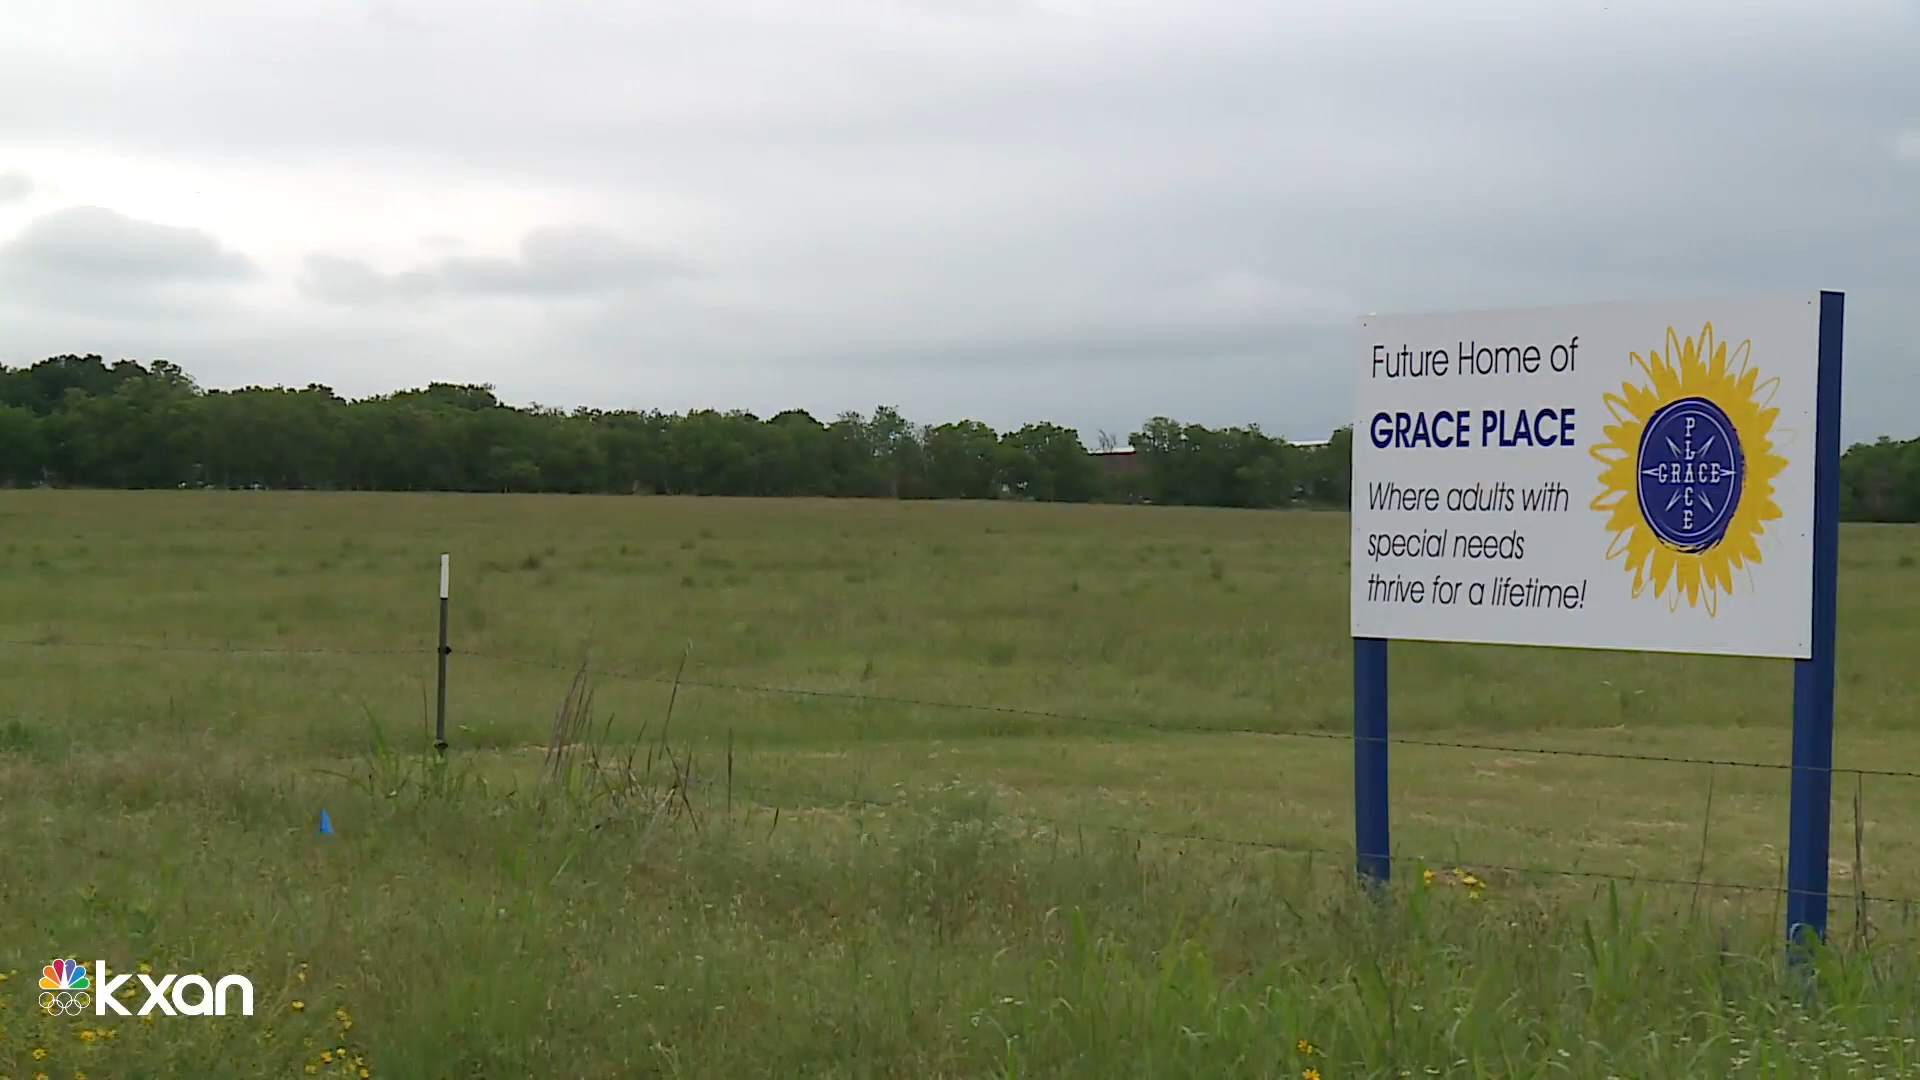 Future Home of
GRACE PLACE
Where adults with
special needs
thrive for a lifetime!
PLACE
GRACE
kxan